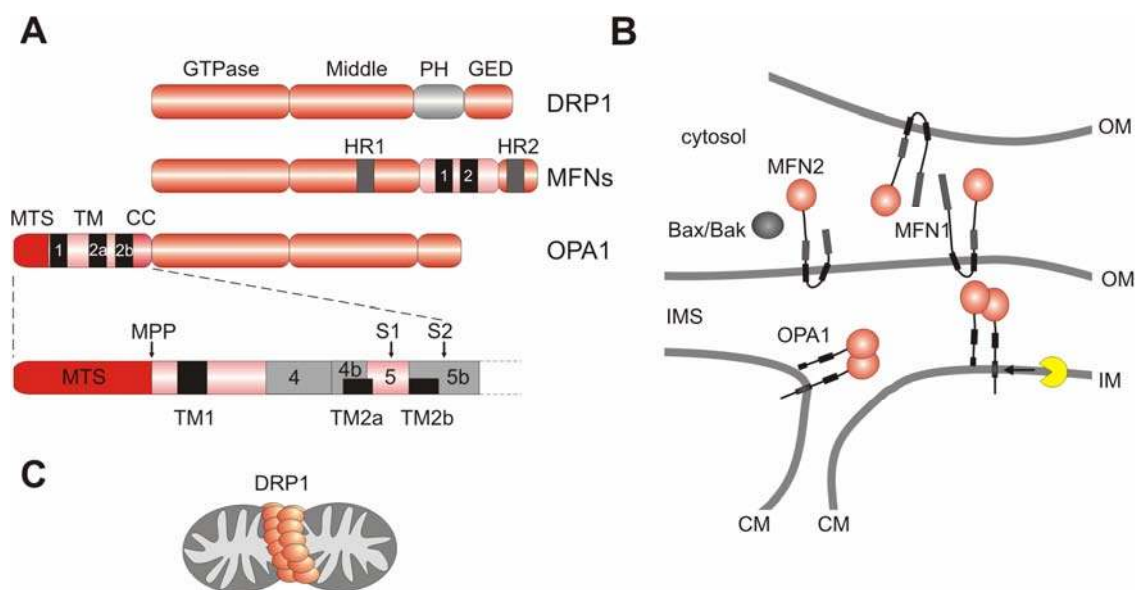 A
GTPase Middle PH GED
DRP1
HR1 HR2
1 2
MFNs
MTS TM CC
1 2a 2b
OPA1
MPP S1 S2
MTS 4 4b 5 5b
TM1 TM2a TM2b
C
DRP1
B
OM
cytosol
MFN2
Bax/Bak
MFN1
OM
IMS
OPA1
IM
CM CM